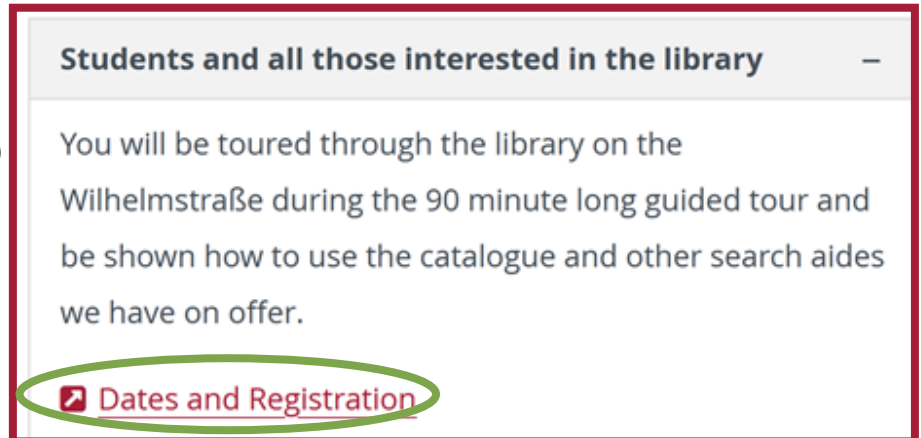 Students and all those interested in the library –
You will be toured through the library on the
Wilhelmstraße during the 90 minute long guided tour and
be shown how to use the catalogue and other search aides
we have on offer.
Dates and Registration